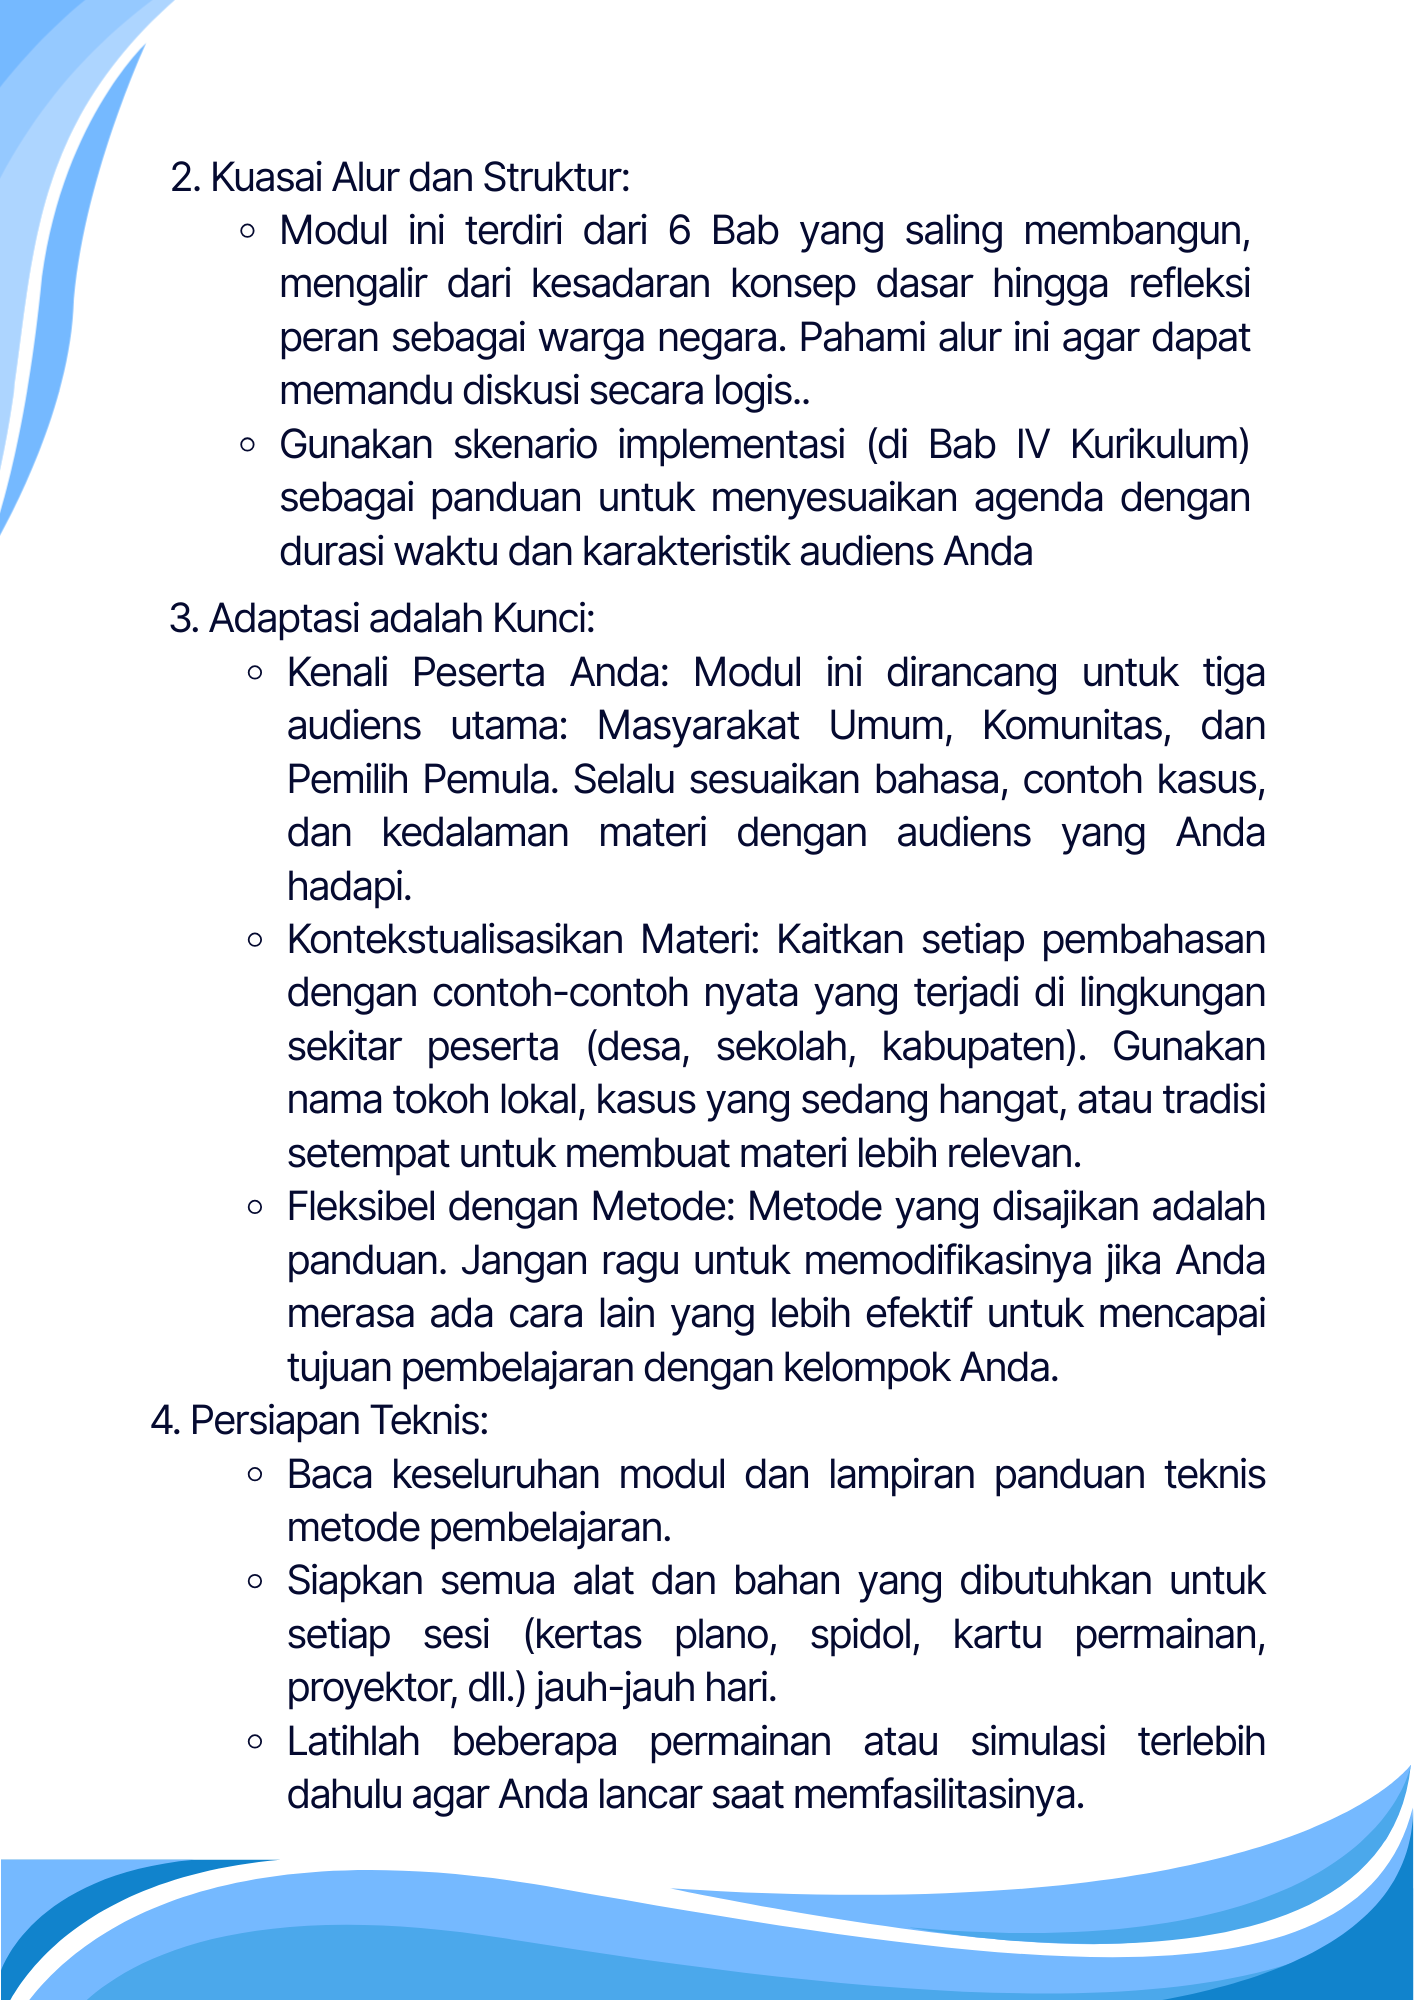 2. Kuasai Alur dan Struktur:
◦ Modul ini terdiri dari 6 Bab yang saling membangun,
mengalir dari kesadaran konsep dasar hingga refleksi
peran sebagai warga negara. Pahami alur ini agar dapat
memandu diskusi secara logis..
◦ Gunakan skenario implementasi (di Bab IV Kurikulum)
sebagai panduan untuk menyesuaikan agenda dengan
durasi waktu dan karakteristik audiens Anda
3. Adaptasi adalah Kunci:
◦ Kenali Peserta Anda: Modul ini dirancang untuk tiga
audiens utama: Masyarakat Umum, Komunitas, dan
Pemilih Pemula. Selalu sesuaikan bahasa, contoh kasus,
dan kedalaman materi dengan audiens yang Anda
hadapi.
◦ Kontekstualisasikan Materi: Kaitkan setiap pembahasan
dengan contoh-contoh nyata yang terjadi di lingkungan
sekitar peserta (desa, sekolah, kabupaten). Gunakan
nama tokoh lokal, kasus yang sedang hangat, atau tradisi
setempat untuk membuat materi lebih relevan.
◦ Fleksibel dengan Metode: Metode yang disajikan adalah
panduan. Jangan ragu untuk memodifikasinya jika Anda
merasa ada cara lain yang lebih efektif untuk mencapai
tujuan pembelajaran dengan kelompok Anda.
4. Persiapan Teknis:
◦ Baca keseluruhan modul dan lampiran panduan teknis
metode pembelajaran.
◦ Siapkan semua alat dan bahan yang dibutuhkan untuk
setiap sesi (kertas plano, spidol, kartu permainan,
proyektor, dll.) jauh-jauh hari.
◦ Latihlah beberapa permainan atau simulasi terlebih
dahulu agar Anda lancar saat memfasilitasinya.